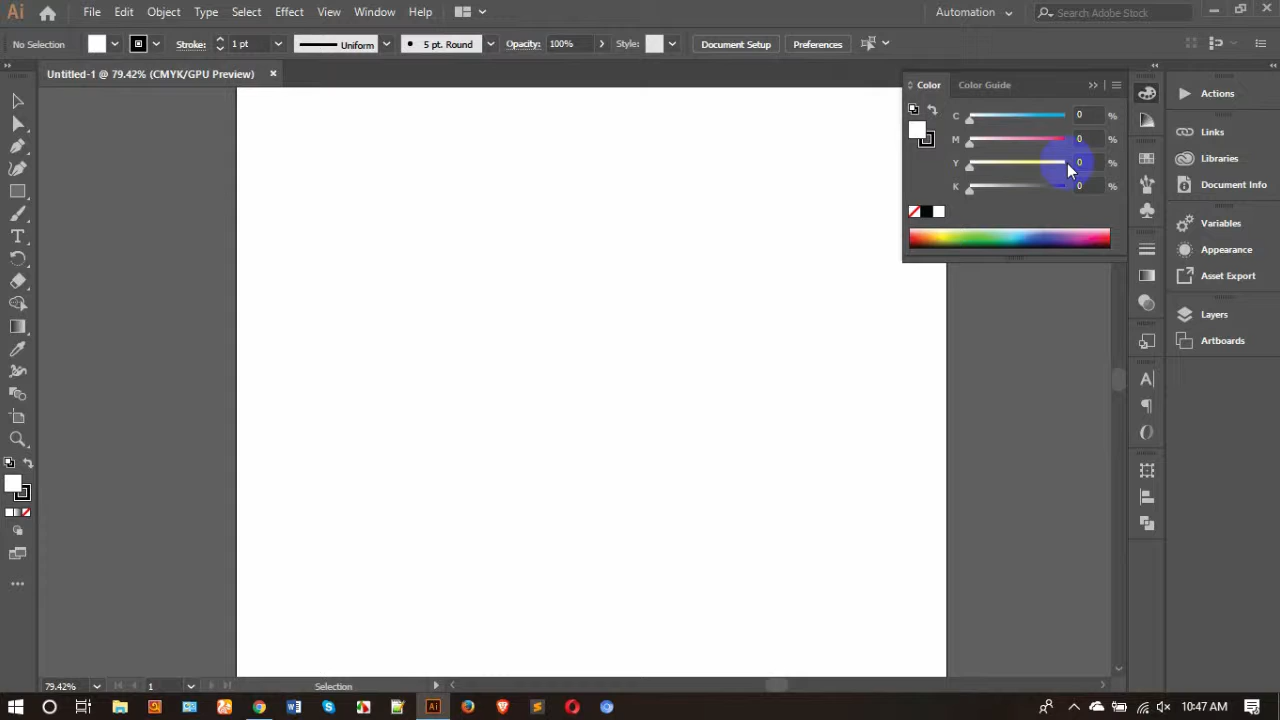 Ai File Edit Object Type Select Effect View Window Help Automation Search Adobe Stock
No Selection Stroke: 1 pt Uniform 5 pt. Round Opacity: 100% Style: Document Setup Preferences
Untitled-1 @ 79.42% (CMYK/GPU Preview) ×
Color Color Guide
C 0 %
M 0 %
Y 0 %
K 0 %
Actions
Links
Libraries
Document Info
Variables
Appearance
Asset Export
Layers
Artboards
79.42% 1 Selection
10:47 AM